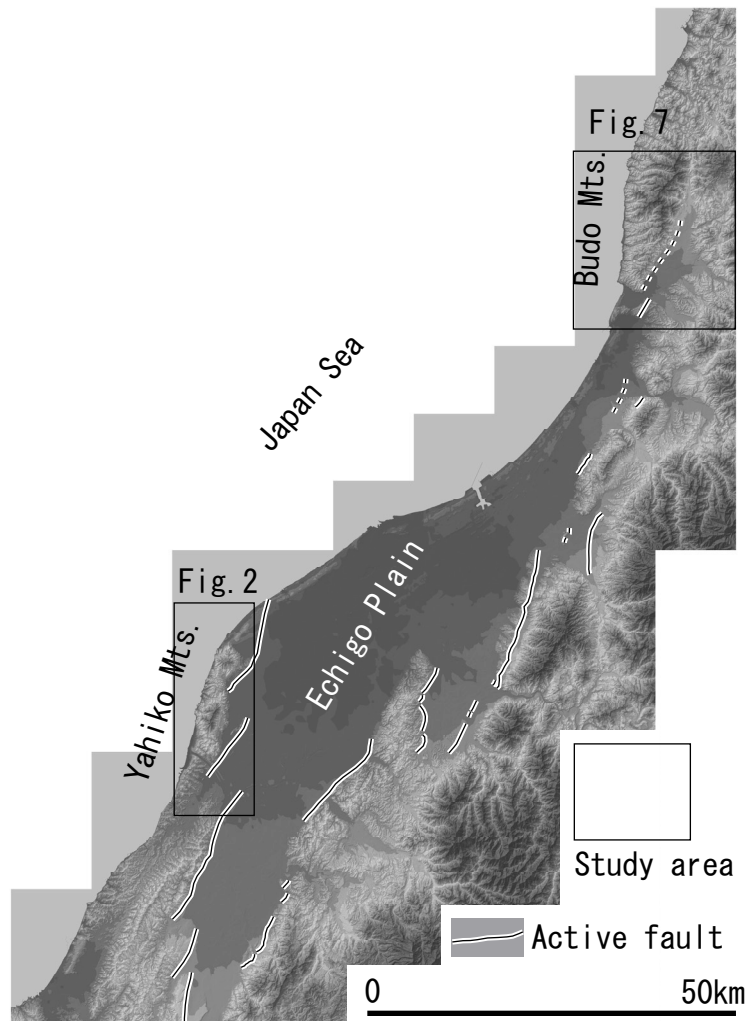 Fig.7
Budo Mts.
Japan Sea
Echigo Plain
Fig.2
Yahiko Mts.
Study area
Active fault
0 50km